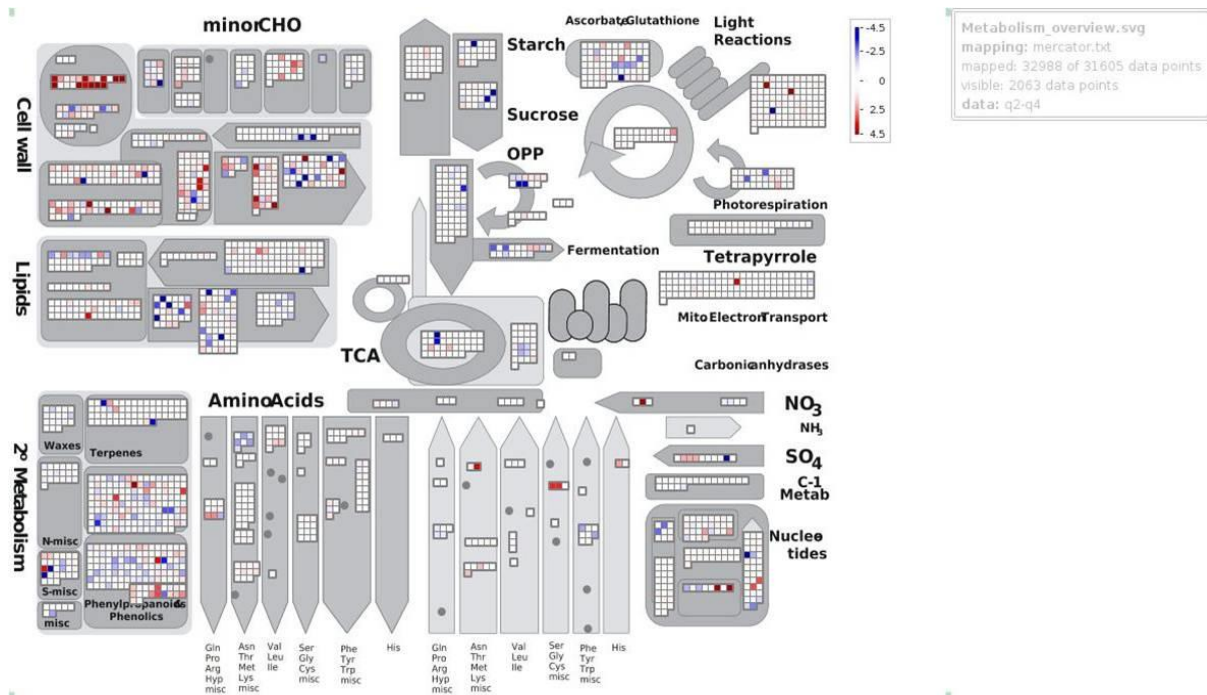 minorCHO
Ascorbate/Glutathione
Light
Reactions
Starch
Sucrose
OPP
Cell wall
Lipids
Photorespiration
Fermentation
Tetrapyrrole
Mito Electron Transport
TCA
Carbonic anhydrases
-4.5
-2.5
0
2.5
4.5
Metabolism_overview.svg
mapping: mercator.txt
mapped: 32988 of 31605 data points
visible: 2063 data points
data: q2-q4
2º Metabolism
Waxes
Terpenes
N-misc
S-misc
misc
Phenylpropanoids&
Phenolics
Amino Acids
NO3
NH3
SO4
C-1
Metab
Nucleo
tides
Gln
Pro
Arg
Hyp
misc
Asn
Thr
Met
Lys
misc
Val
Leu
Ile
Ser
Gly
Cys
misc
Phe
Tyr
Trp
misc
His
Gln
Pro
Arg
Hyp
misc
Asn
Thr
Met
Lys
misc
Val
Leu
Ile
Ser
Gly
Cys
misc
Phe
Tyr
Trp
misc
His